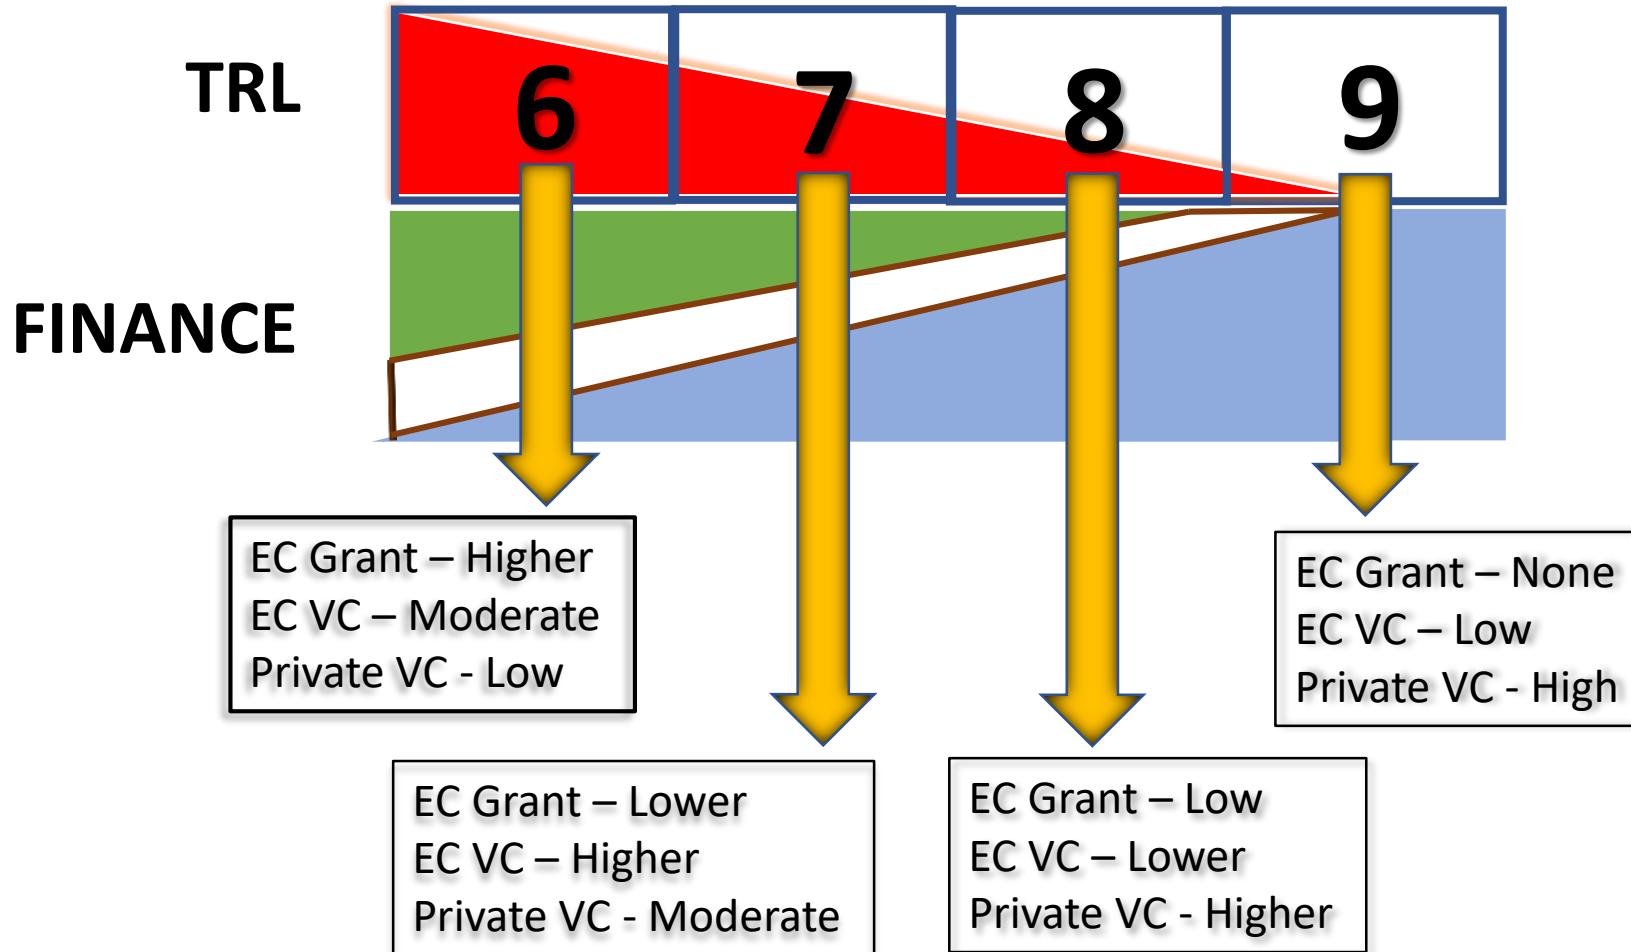 TRL
6
7
8
9
FINANCE
EC Grant – Higher
EC VC – Moderate
Private VC - Low
EC Grant – Lower
EC VC – Higher
Private VC - Moderate
EC Grant – Low
EC VC – Lower
Private VC - Higher
EC Grant – None
EC VC – Low
Private VC - High